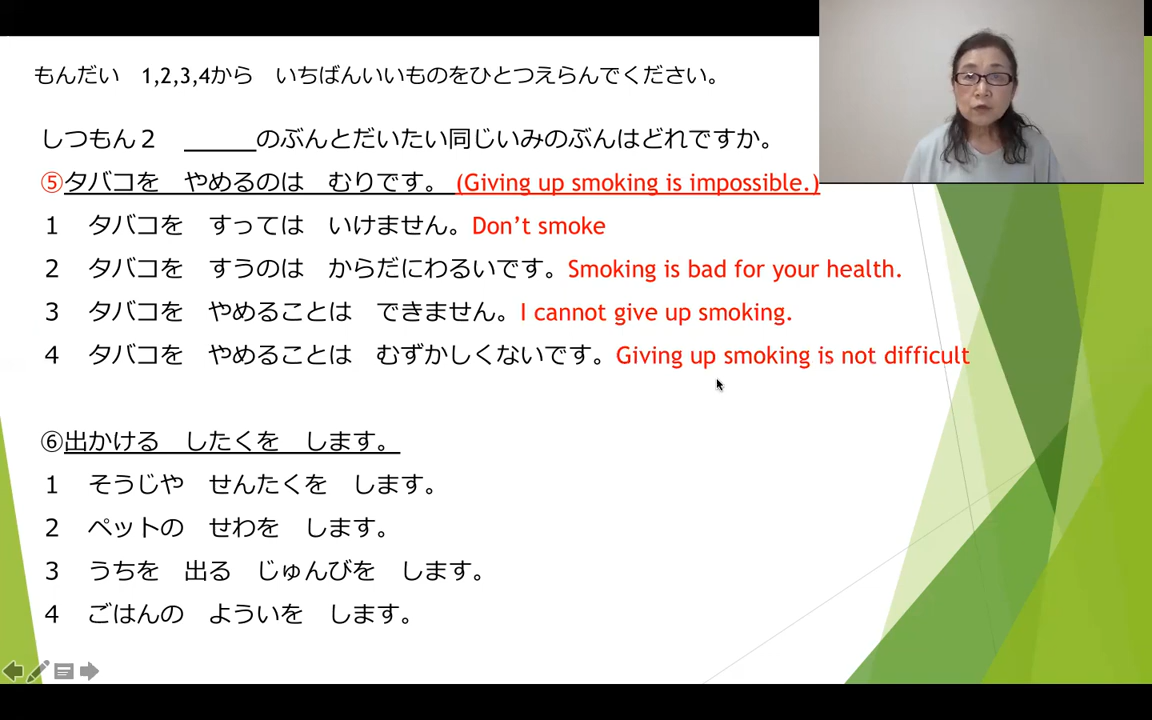 もんだい　1,2,3,4から　いちばんいいものをひとつえらんでください。
しつもん２　______のぶんとだいたい同じいみのぶんはどれですか。
⑤タバコを　やめるのは　むりです。 (Giving up smoking is impossible.)
１　タバコを　すっては　いけません。Don’t smoke
２　タバコを　すうのは　からだにわるいです。Smoking is bad for your health.
３　タバコを　やめることは　できません。I cannot give up smoking.
４　タバコを　やめることは　むずかしくないです。Giving up smoking is not difficult
⑥出かける　したくを　します。
１　そうじや　せんたくを　します。
２　ペットの　せわを　します。
３　うちを　出る　じゅんびを　します。
４　ごはんの　よういを　します。